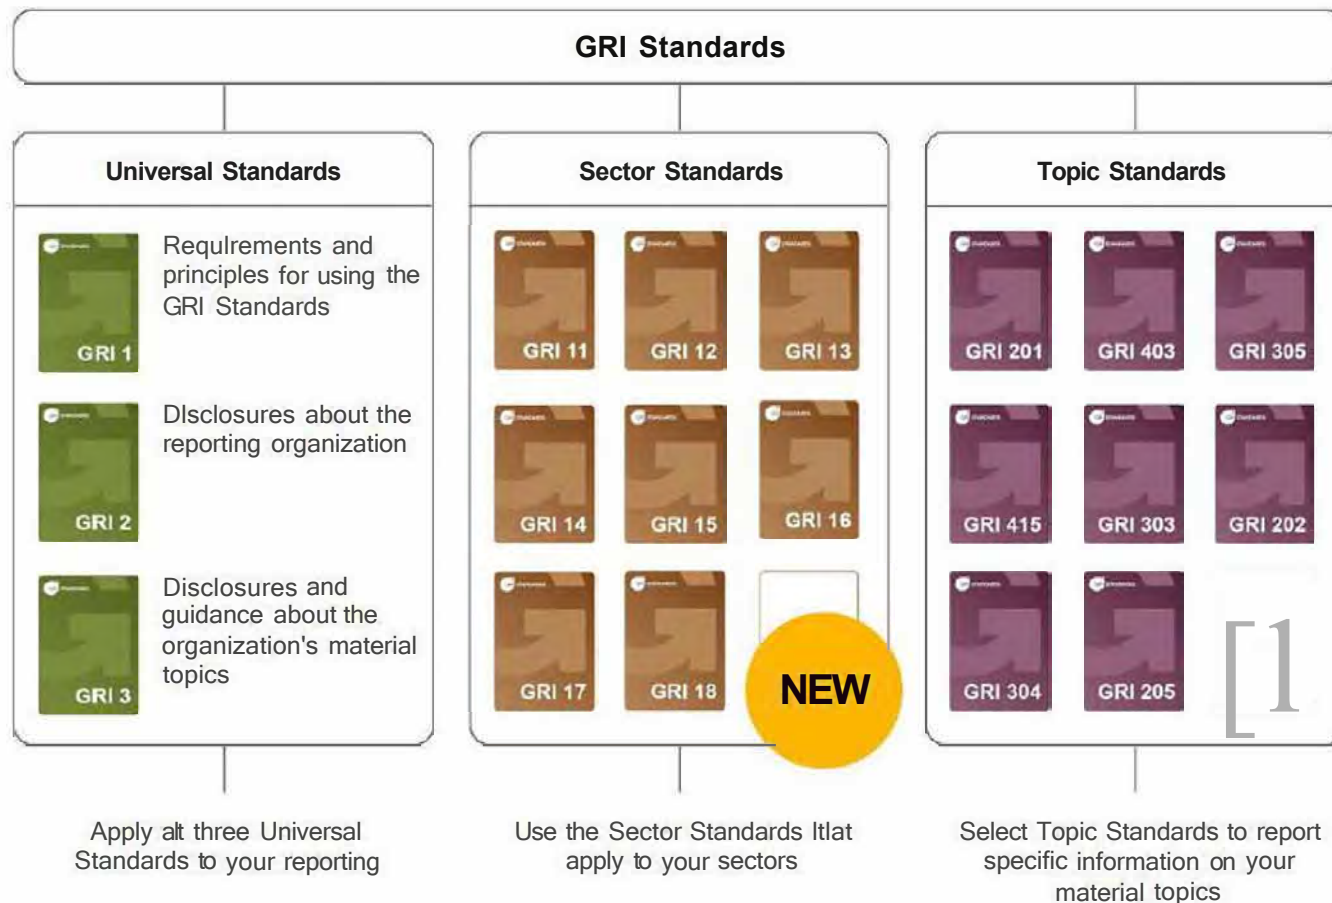 GRI Standards
Universal Standards
RequIrements and
principles for using the
GRI Standards
GRI 1
DIsclosures about the
reporting organization
GRI 2
Disclosures and
guidance about the
organization's material
topics
GRI 3
Apply alt three Universal
Standards to your reporting
Sector Standards
GRI 11
GRI 12
GRI 13
GRI 14
GRI 15
GRI 16
GRI 17
GRI 18
NEW
Use the Sector Standards Itlat
apply to your sectors
Topic Standards
GRI 201
GRI 403
GRI 305
GRI 415
GRI 303
GRI 202
GRI 304
GRI 205
[1
Select Topic Standards to report
specific information on your
material topics